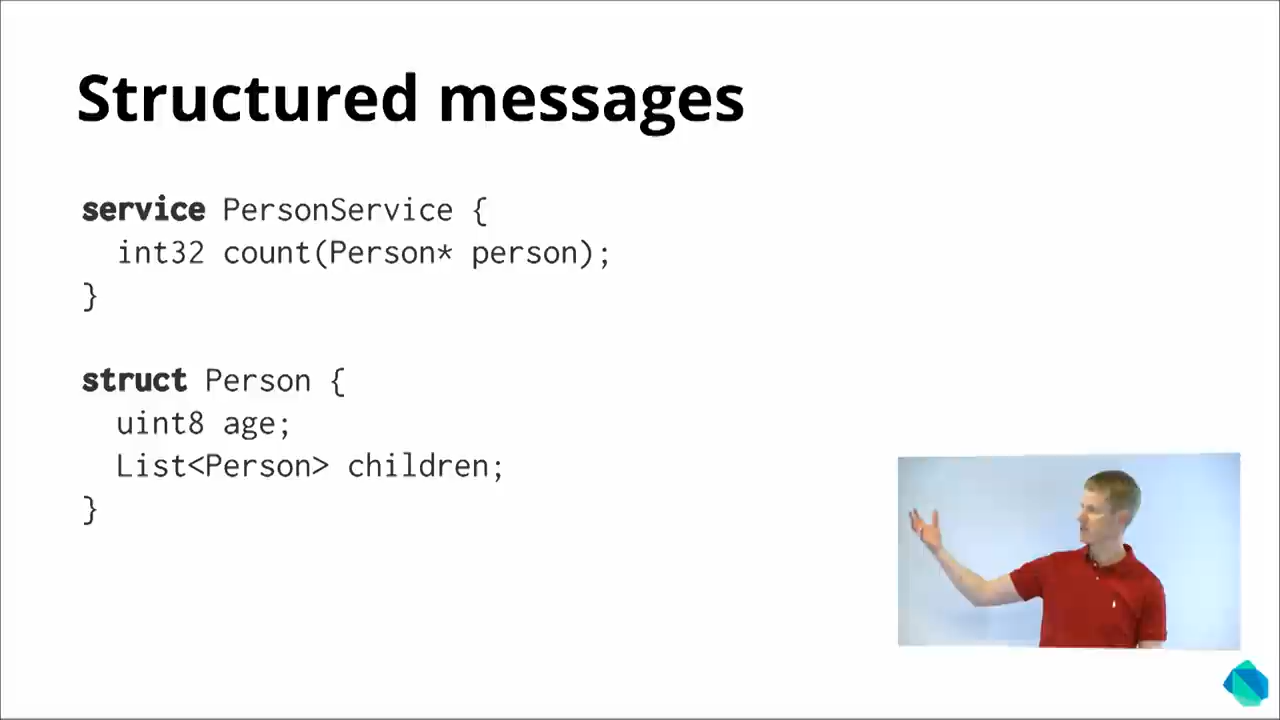 Structured messages
service PersonService {
  int32 count(Person* person);
}
struct Person {
  uint8 age;
  List<Person> children;
}